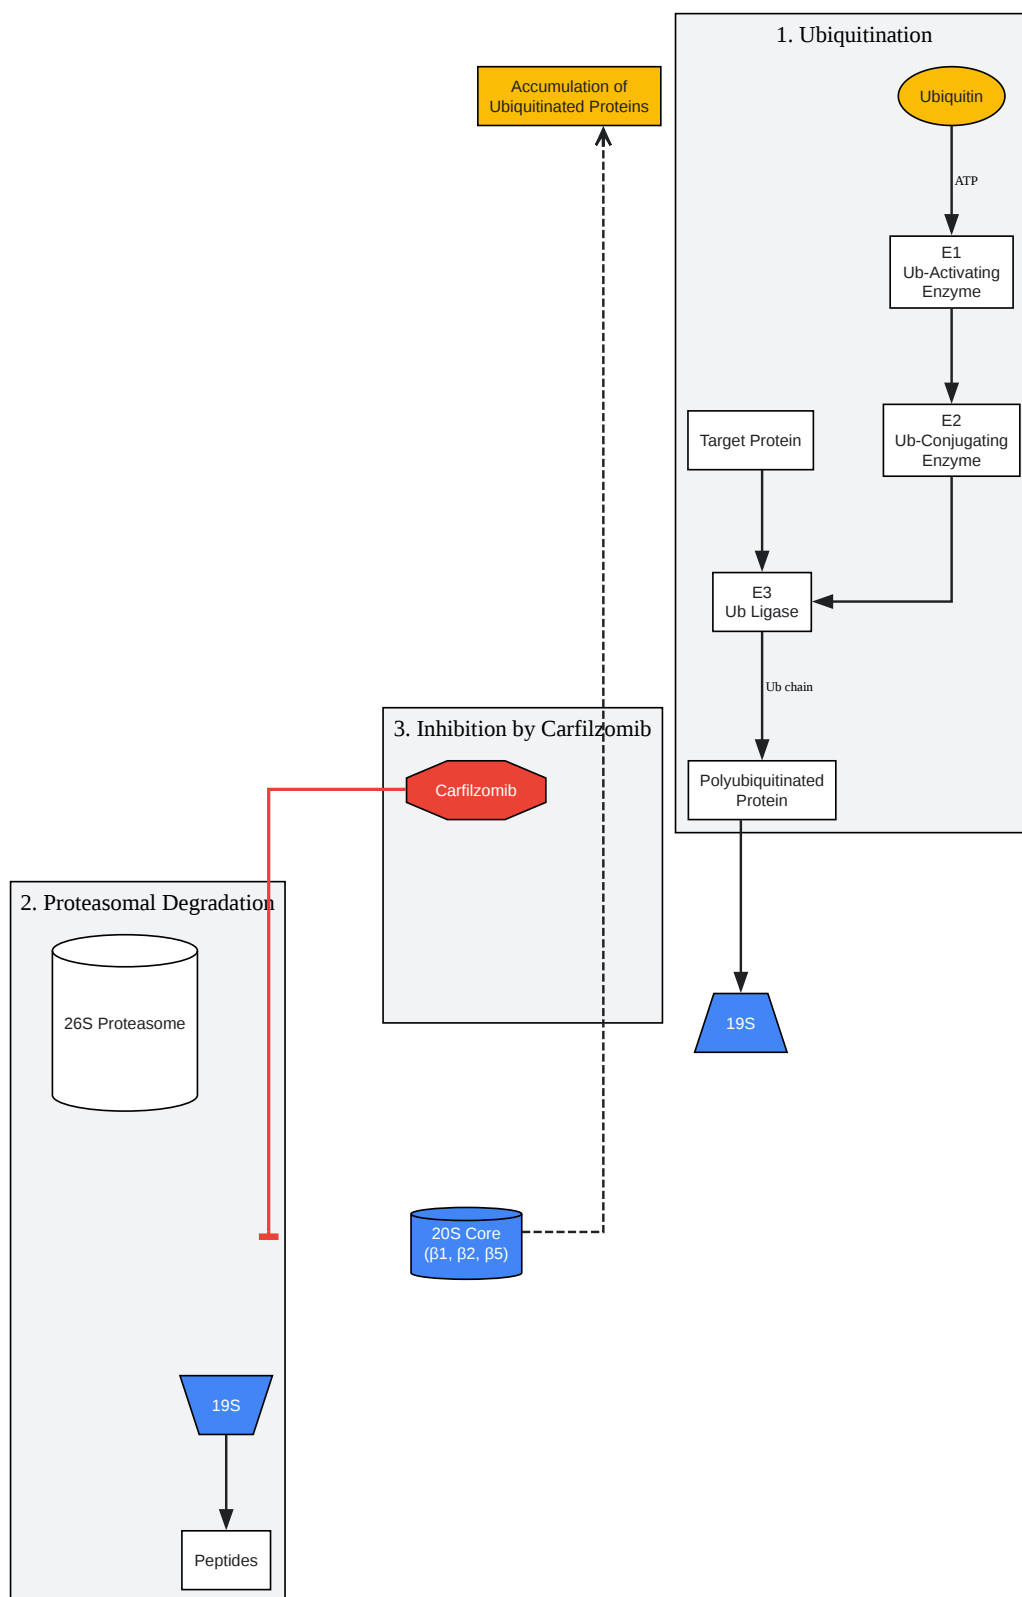 1. Ubiquitination
Accumulation of
Ubiquitinated Proteins
Ubiquitin
ATP
E1
Ub-Activating
Enzyme
E2
Ub-Conjugating
Enzyme
Target Protein
E3
Ub Ligase
Ub chain
3. Inhibition by Carfilzomib
Carfilzomib
Polyubiquitinated
Protein
2. Proteasomal Degradation
26S Proteasome
19S
20S Core
(β1, β2, β5)
19S
Peptides